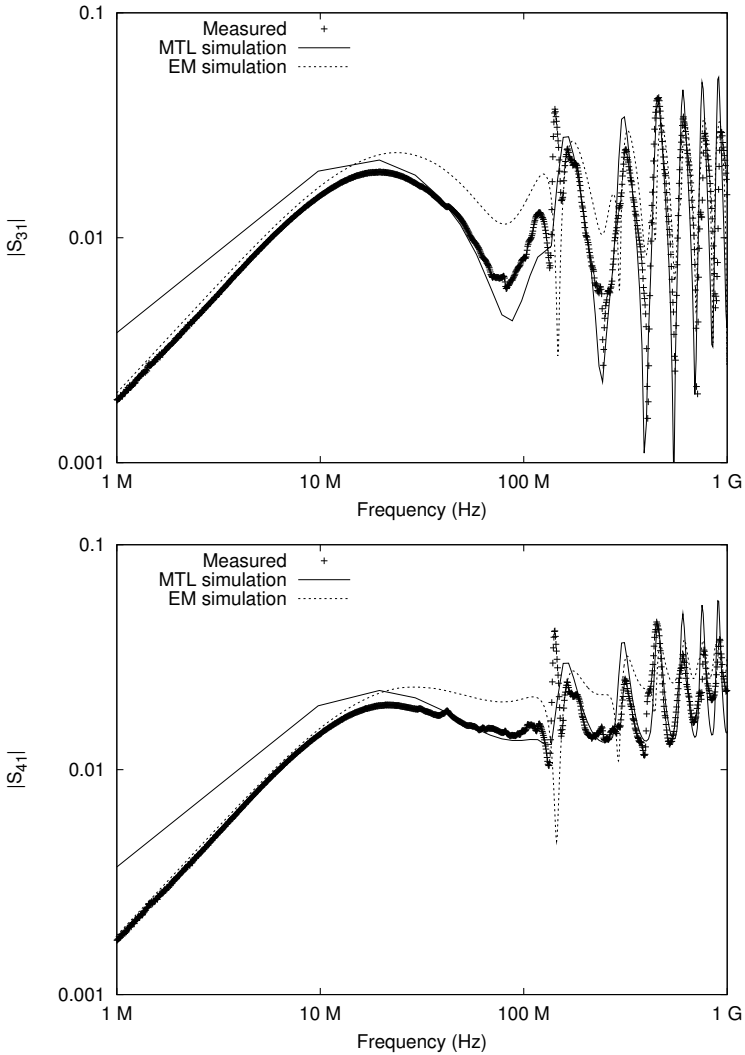 0.1
Measured
MTL simulation
EM simulation
|S31|
0.01
0.001
1 M
10 M
100 M
1 G
Frequency (Hz)
0.1
Measured
MTL simulation
EM simulation
|S41|
0.01
0.001
1 M
10 M
100 M
1 G
Frequency (Hz)